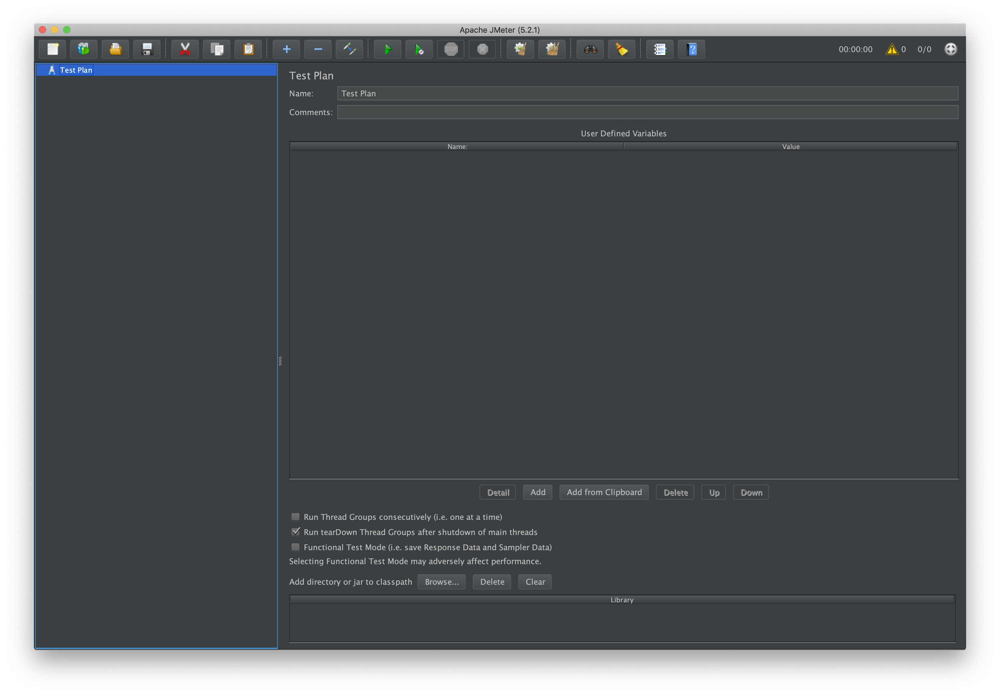 Apache JMeter (5.2.1)
STOP
00:00:00 0 0/0
Test Plan
Test Plan
Name: Test Plan
Comments:
User Defined Variables
Name: Value
Detail Add Add from Clipboard Delete Up Down
Run Thread Groups consecutively (i.e. one at a time)
Run tearDown Thread Groups after shutdown of main threads
Functional Test Mode (i.e. save Response Data and Sampler Data)
Selecting Functional Test Mode may adversely affect performance.
Add directory or jar to classpath Browse... Delete Clear
Library